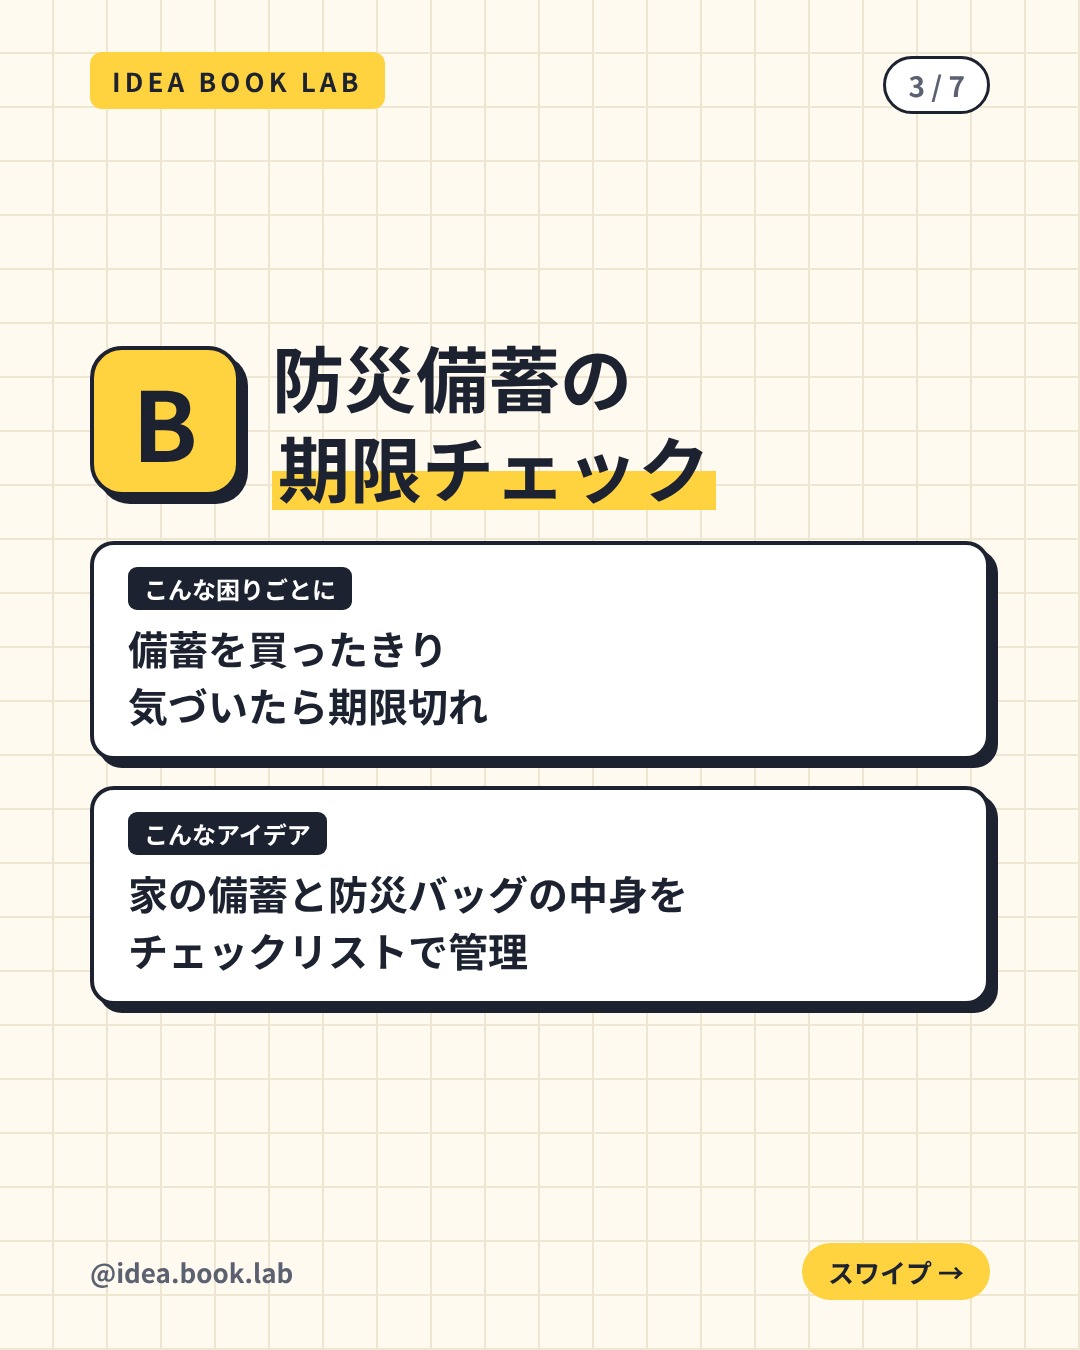 IDEA BOOK LAB
3 / 7
B
防災備蓄の
期限チェック
こんな困りごとに
備蓄を買ったきり
気づいたら期限切れ
こんなアイデア
家の備蓄と防災バッグの中身を
チェックリストで管理
@idea.book.lab
スワイプ →